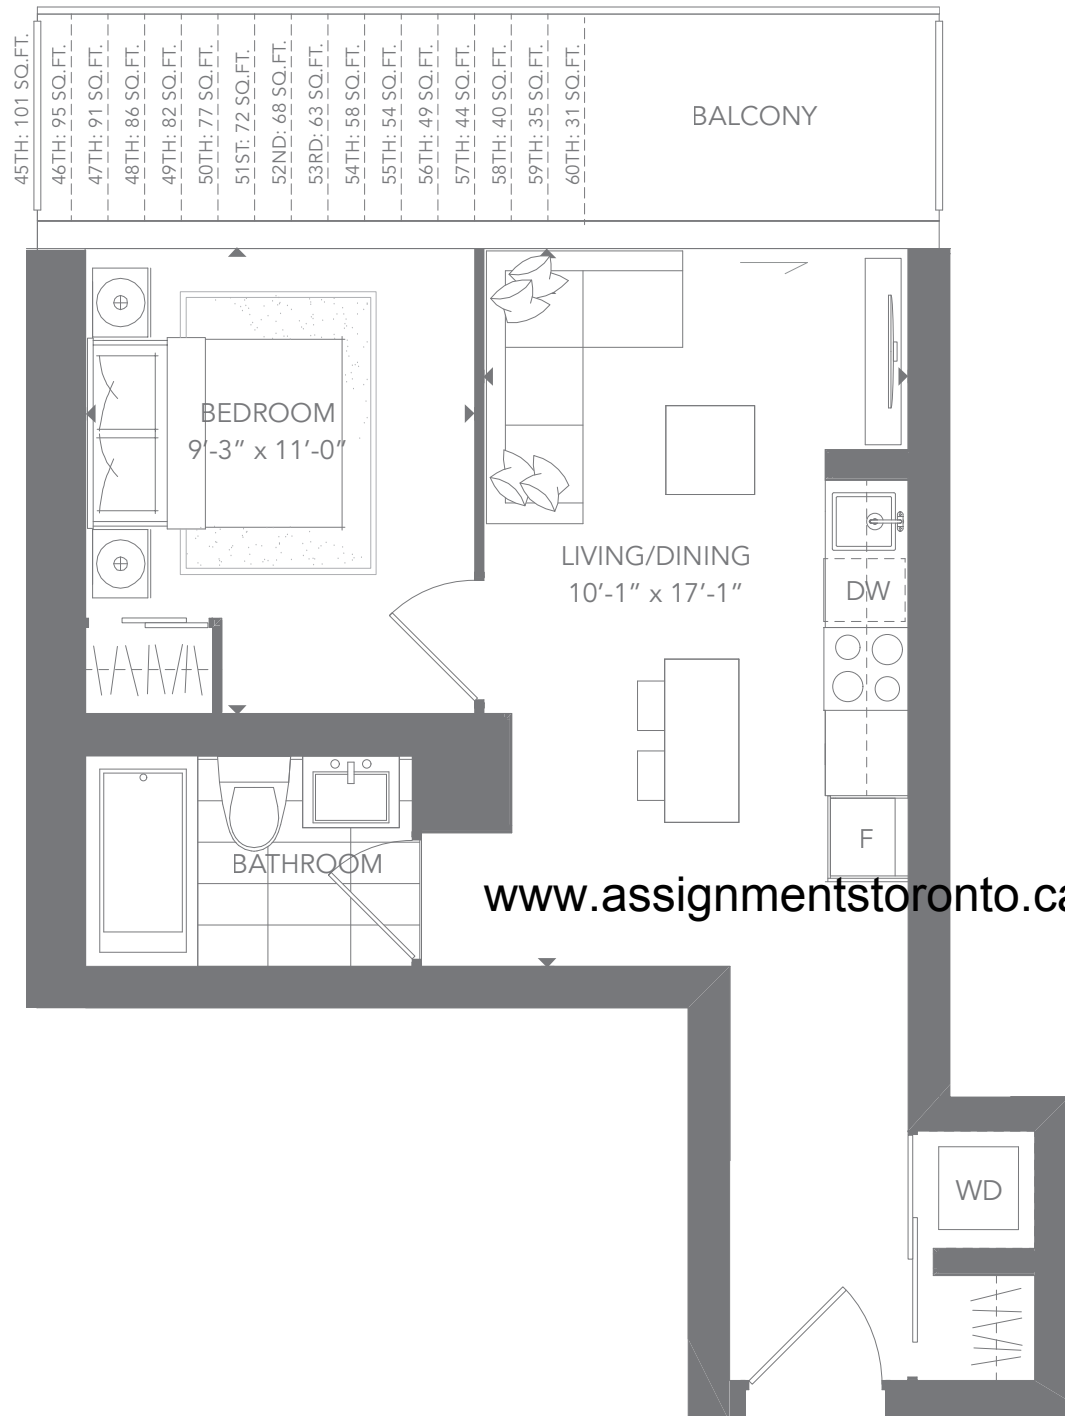 45TH: 101 SQ.FT.
46TH: 95 SQ.FT.
47TH: 91 SQ.FT.
48TH: 86 SQ.FT.
49TH: 82 SQ.FT.
50TH: 77 SQ.FT.
51ST: 72 SQ.FT.
52ND: 68 SQ.FT.
53RD: 63 SQ.FT.
54TH: 58 SQ.FT.
55TH: 54 SQ.FT.
56TH: 49 SQ.FT.
57TH: 44 SQ.FT.
58TH: 40 SQ.FT.
59TH: 35 SQ.FT.
60TH: 31 SQ.FT.
BALCONY
BEDROOM
9’-3” x 11’-0”
LIVING/DINING
10’-1” x 17’-1”
DW
F
BATHROOM
www.assignmentstoronto.ca
WD